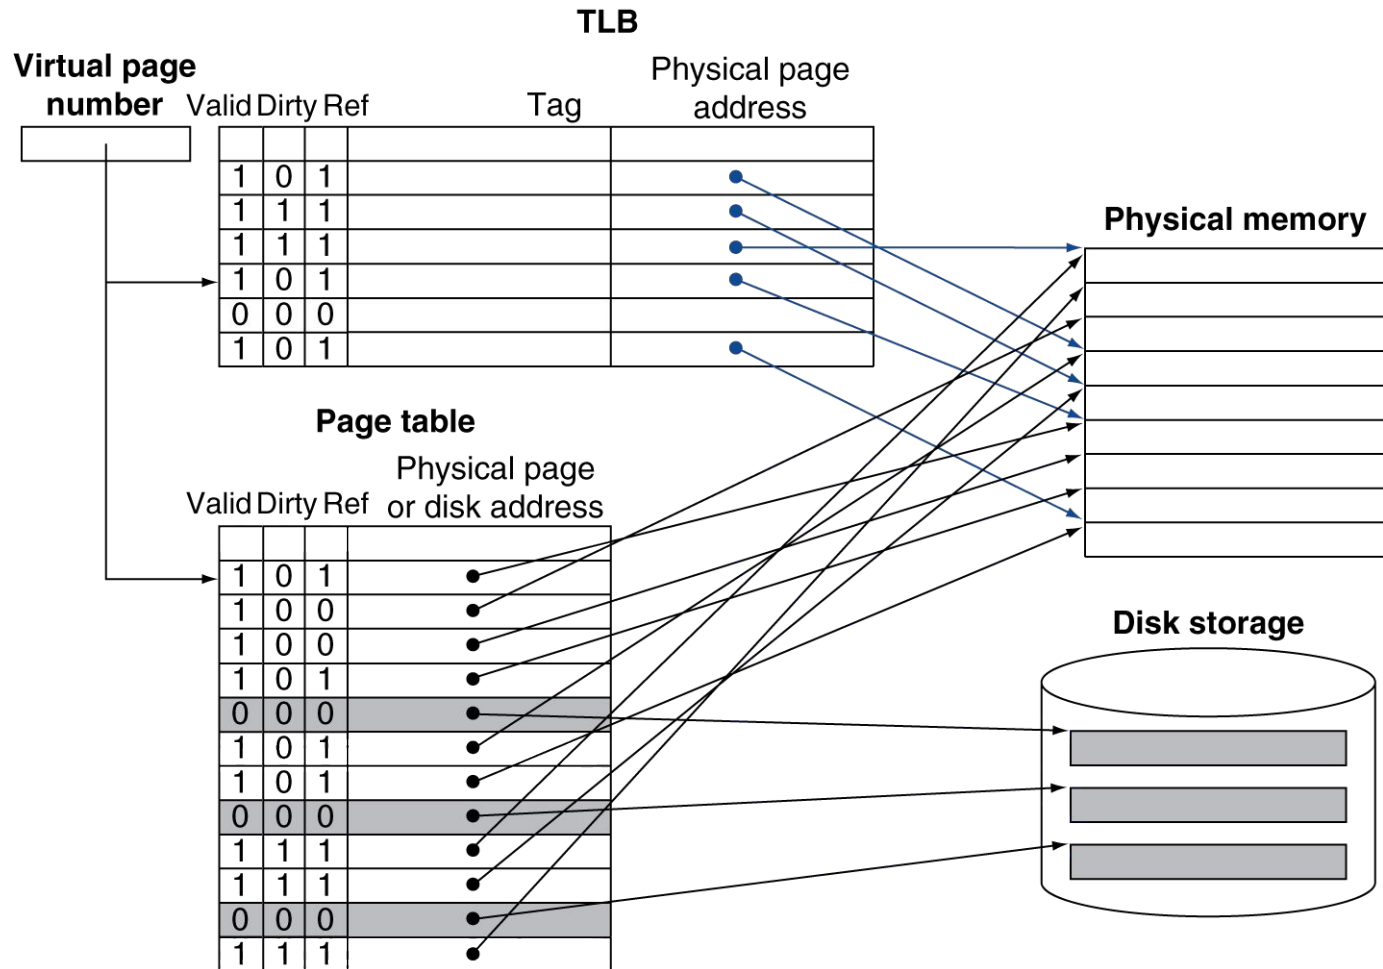 TLB
Virtual page
number
Physical page
address
Valid Dirty Ref
Tag
1 0 1
1 1 1
1 1 1
1 0 1
0 0 0
1 0 1
Physical memory
Page table
Physical page
or disk address
Valid Dirty Ref
1 0 1
1 0 0
1 0 0
1 0 1
0 0 0
1 0 1
1 0 1
0 0 0
1 1 1
1 1 1
0 0 0
1 1 1
Disk storage